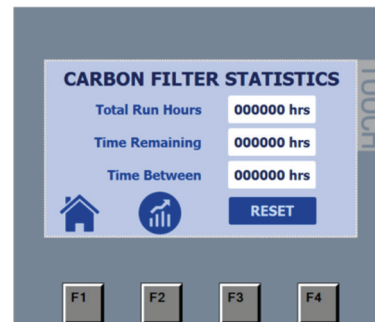 CARBON FILTER STATISTICS
Total Run Hours 000000 hrs
Time Remaining 000000 hrs
Time Between 000000 hrs
RESET
TOUCH
F1 F2 F3 F4